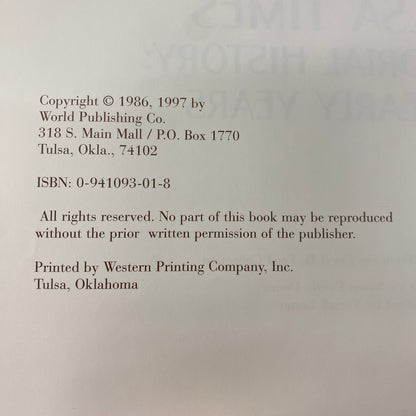 Copyright © 1986, 1997 by
World Publishing Co.
318 S. Main Mall / P.O. Box 1770
Tulsa, Okla., 74102
ISBN: 0-941093-01-8
All rights reserved. No part of this book may be reproduced
without the prior written permission of the publisher.
Printed by Western Printing Company, Inc.
Tulsa, Oklahoma